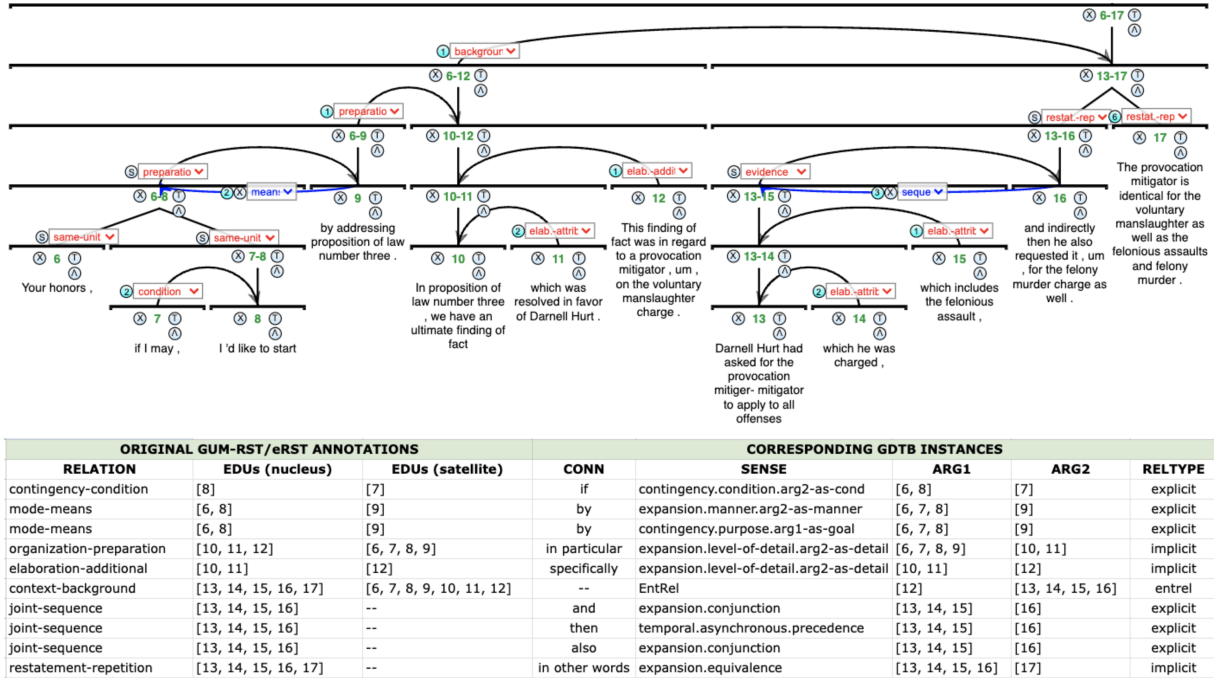 6-17
1 backgroun
6-12
13-17
1 preparatio
S restat.-rep
6 restat.-rep
6-9
10-12
13-16
17
S preparatio
2 X means
1 elab.-additi
S evidence
3 X seque
The provocation
mitigator is
identical for the
voluntary
manslaughter as
well as the
felonious assaults
and felony
murder .
6-8
9
10-11
12
13-15
16
S same-unit
S same-unit
by addressing
proposition of law
number three .
2 elab.-attrit
This finding of
fact was in regard
to a provocation
mitigator , um ,
on the voluntary
manslaughter
charge .
1 elab.-attrit
and indirectly
then he also
requested it , um
, for the felony
murder charge as
well .
6
7-8
10
11
13-14
15
Your honors ,
2 condition
In proposition of
law number three
, we have an
ultimate finding of
fact
which was
resolved in favor
of Darnell Hurt .
2 elab.-attrit
which includes
the felonious
assault ,
7
8
13
14
if I may ,
I 'd like to start
Darnell Hurt had
asked for the
provocation
mitiger- mitigator
to apply to all
offenses
which he was
charged ,
ORIGINAL GUM-RST/eRST ANNOTATIONS CORRESPONDING GDTB INSTANCES
RELATION EDUs (nucleus) EDUs (satellite) CONN SENSE ARG1 ARG2 RELTYPE
contingency-condition [8] [7] if contingency.condition.arg2-as-cond [6, 8] [7] explicit
mode-means [6, 8] [9] by expansion.manner.arg2-as-manner [6, 7, 8] [9] explicit
mode-means [6, 8] [9] by contingency.purpose.arg1-as-goal [6, 7, 8] [9] explicit
organization-preparation [10, 11, 12] [6, 7, 8, 9] in particular expansion.level-of-detail.arg2-as-detail [6, 7, 8, 9] [10, 11] implicit
elaboration-additional [10, 11] [12] specifically expansion.level-of-detail.arg2-as-detail [10, 11] [12] implicit
context-background [13, 14, 15, 16, 17] [6, 7, 8, 9, 10, 11, 12] -- EntRel [12] [13, 14, 15, 16] entrel
joint-sequence [13, 14, 15, 16] -- and expansion.conjunction [13, 14, 15] [16] explicit
joint-sequence [13, 14, 15, 16] -- then temporal.asynchronous.precedence [13, 14, 15] [16] explicit
joint-sequence [13, 14, 15, 16] -- also expansion.conjunction [13, 14, 15] [16] explicit
restatement-repetition [13, 14, 15, 16, 17] -- in other words expansion.equivalence [13, 14, 15, 16] [17] implicit